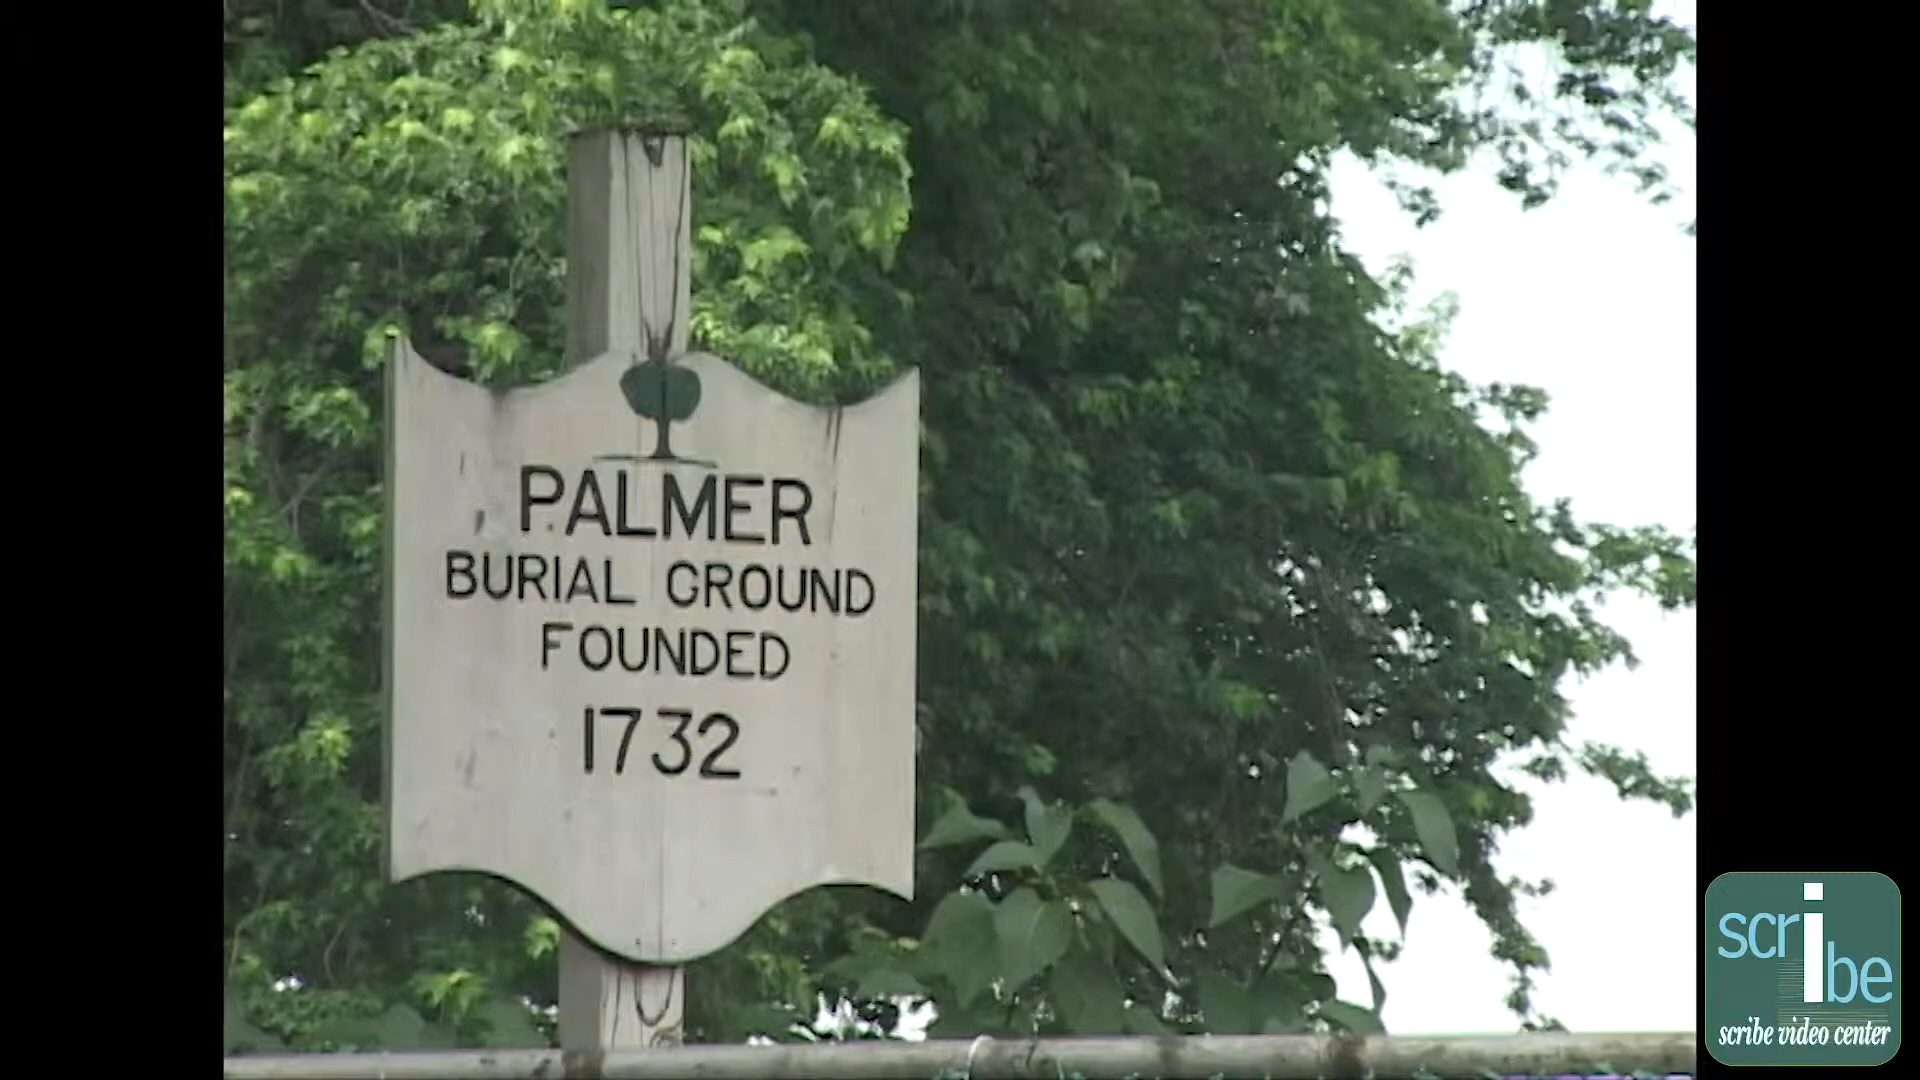 PALMER
BURIAL GROUND
FOUNDED
1732
scribe
scribe video center